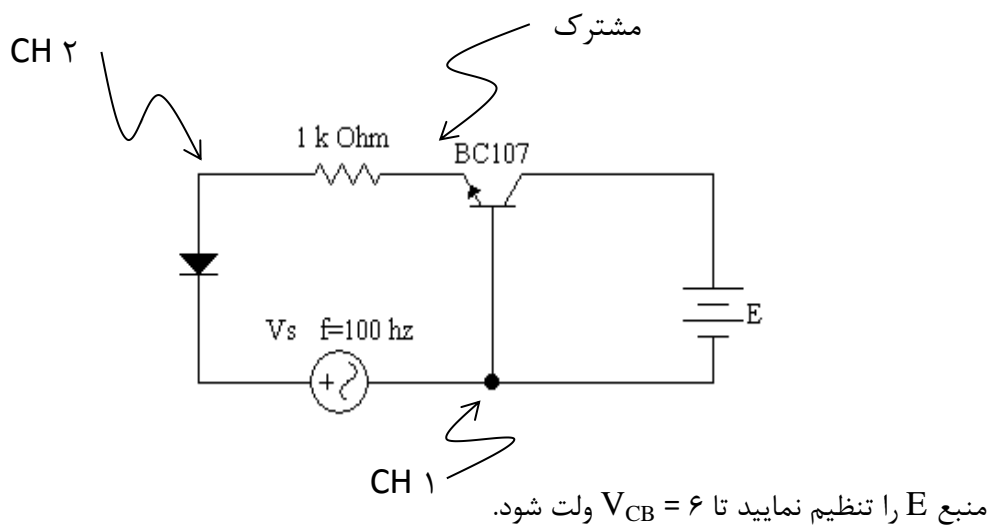 مشترک
CH ۲
1 k Ohm
BC107
E
Vs f=100 hz
CH ۱
منبع E را تنظیم نمایید تا V_CB = ۶ ولت شود.